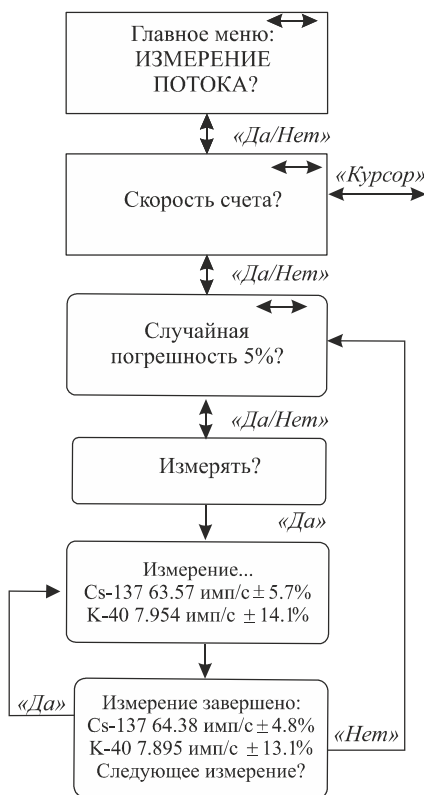 Главное меню:
ИЗМЕРЕНИЕ
ПОТОКА?
«Да/Нет»
«Курсор»
Скорость счета?
«Да/Нет»
Случайная
погрешность 5%?
«Да/Нет»
Измерять?
«Да»
Измерение...
Cs-137 63.57 имп/с ± 5.7%
K-40 7.954 имп/с ± 14.1%
«Да»
Измерение завершено:
Cs-137 64.38 имп/с ± 4.8%
K-40 7.895 имп/с ± 13.1%
Следующее измерение?
«Нет»